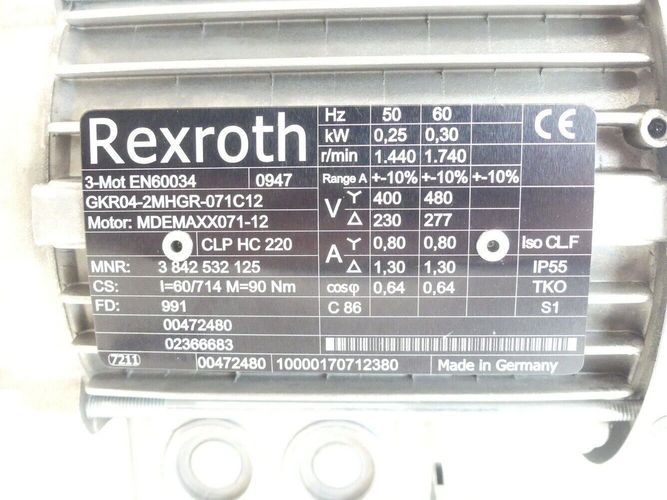 Rexroth
3-Mot EN60034 0947
GKR04-2MHGR-071C12
Motor: MDEMAXX071-12
CLP HC 220
MNR: 3 842 532 125
CS: I=60/714 M=90 Nm
FD: 991
00472480
02366683
7211 00472480 10000170712380 Made in Germany
Hz 50 60
kW 0,25 0,30
r/min 1.440 1.740
Range A +-10% +-10% +-10%
V Y 400 480
Δ 230 277
A Y 0,80 0,80 Iso Cl.F
Δ 1,30 1,30 IP55
cosφ 0,64 0,64 TKO
C 86 S1
CE